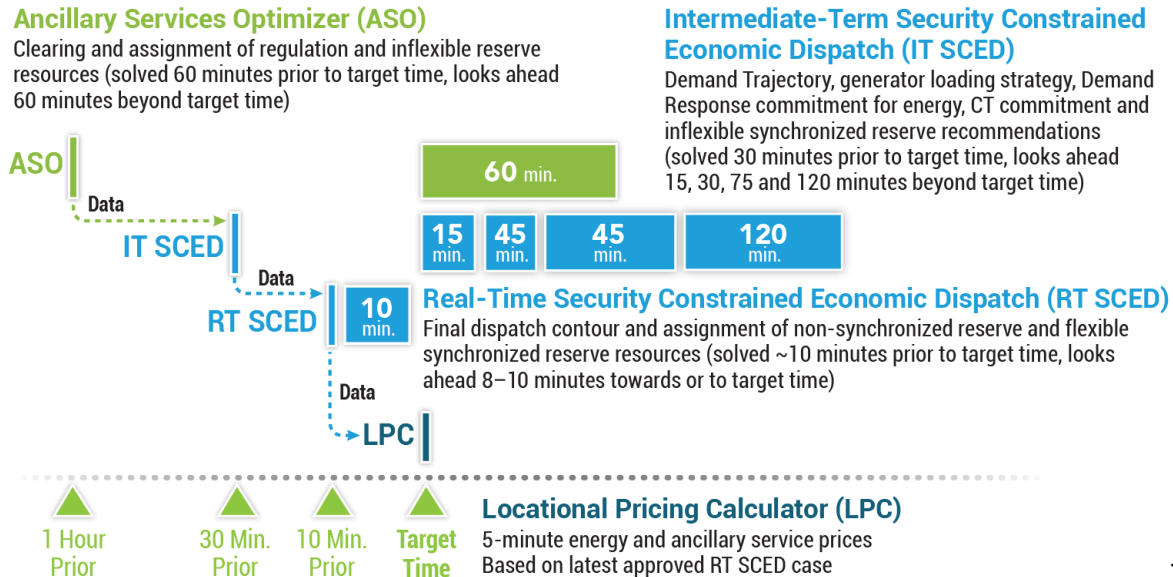 Ancillary Services Optimizer (ASO)
Clearing and assignment of regulation and inflexible reserve
resources (solved 60 minutes prior to target time, looks ahead
60 minutes beyond target time)
Intermediate-Term Security Constrained
Economic Dispatch (IT SCED)
Demand Trajectory, generator loading strategy, Demand
Response commitment for energy, CT commitment and
inflexible synchronized reserve recommendations
(solved 30 minutes prior to target time, looks ahead
15, 30, 75 and 120 minutes beyond target time)
ASO
60 min.
Data
IT SCED
15 min.
45 min.
45 min.
120 min.
Data
RT SCED
10 min.
Real-Time Security Constrained Economic Dispatch (RT SCED)
Final dispatch contour and assignment of non-synchronized reserve and flexible
synchronized reserve resources (solved ~10 minutes prior to target time, looks
ahead 8–10 minutes towards or to target time)
Data
LPC
1 Hour
Prior
30 Min.
Prior
10 Min.
Prior
Target
Time
Locational Pricing Calculator (LPC)
5-minute energy and ancillary service prices
Based on latest approved RT SCED case